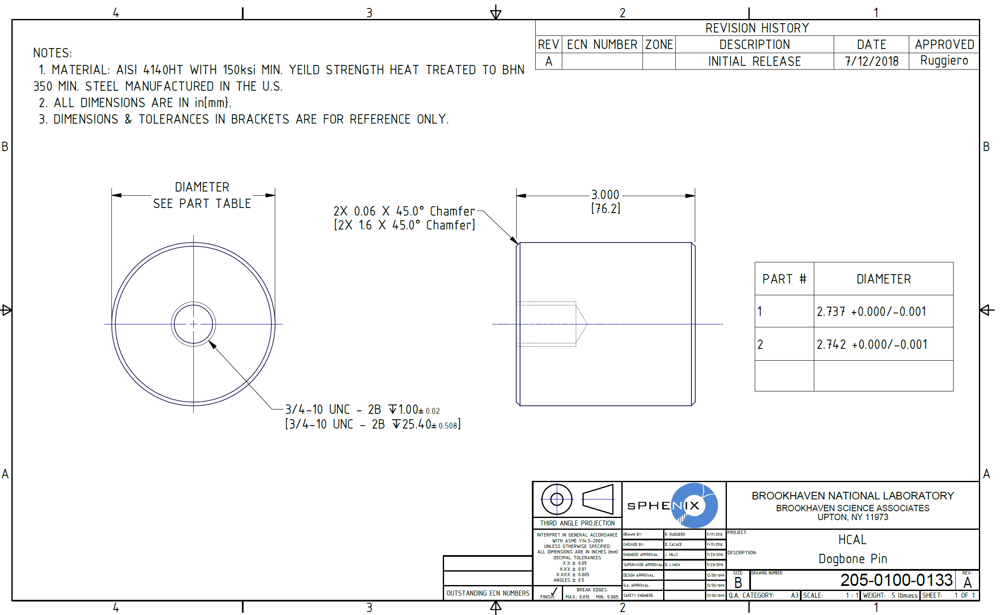 4 3 2 1
REVISION HISTORY
REV ECN NUMBER ZONE DESCRIPTION DATE APPROVED
A INITIAL RELEASE 7/12/2018 Ruggiero
NOTES:
1. MATERIAL: AISI 4140HT WITH 150ksi MIN. YEILD STRENGTH HEAT TREATED TO BHN
350 MIN. STEEL MANUFACTURED IN THE U.S.
2. ALL DIMENSIONS ARE IN in[mm}.
3. DIMENSIONS & TOLERANCES IN BRACKETS ARE FOR REFERENCE ONLY.
B B
DIAMETER
SEE PART TABLE
3.000
[76.2]
2X 0.06 X 45.0° Chamfer
[2X 1.6 X 45.0° Chamfer]
PART # DIAMETER
1 2.737 +0.000/-0.001
2 2.742 +0.000/-0.001
3/4-10 UNC - 2B ↧1.00± 0.02
[3/4-10 UNC - 2B ↧25.40± 0.508]
A A
THIRD ANGLE PROJECTION
INTERPRET IN GENERAL ACCORDANCE
WITH ASME Y14.5-2009
UNLESS OTHERWISE SPECIFIED:
ALL DIMENSIONS ARE IN INCHES [mm]
DECIMAL TOLERANCES
X.X ± 0.05
X.XX ± 0.01
X.XXX ± 0.005
ANGLES ± 0.5
FINISH: ✓
BREAK EDGES:
MAX.: 0.015 MIN.: 0.005
OUTSTANDING ECN NUMBERS
sPHENIX
BROOKHAVEN NATIONAL LABORATORY
BROOKHAVEN SCIENCE ASSOCIATES
UPTON, NY 11973
DRAWN BY: R. RUGGIERO 7/17/2018
CHECKED BY: D. CACACE 7/17/2018
ENGINEER APPROVAL: J. MILLS 7/23/2018
SUPERVISOR APPROVAL: D. LYNCH 7/23/2018
DESIGN APPROVAL: 12/30/1899
Q.A. APPROVAL: 12/30/1899
SAFETY ENGINEER: 12/30/1899
PROJECT:
HCAL
DESCRIPTIION:
Dogbone Pin
SIZE: B
DRAWING NUMBER: 205-0100-0133
REV.: A
Q.A. CATEGORY: A3 SCALE: 1 : 1 WEIGHT: 5 lbmass SHEET: 1 OF 1
4 3 2 1